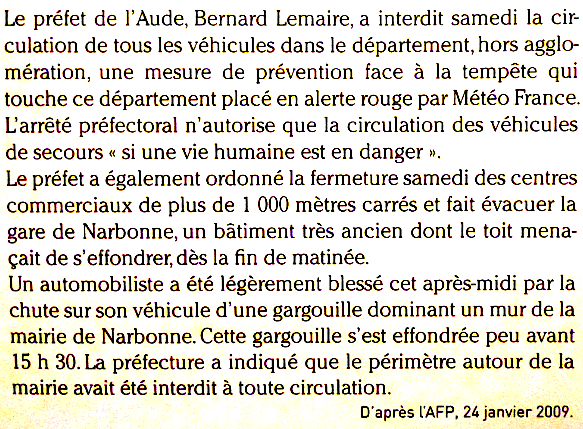 Le préfet de l'Aude, Bernard Lemaire, a interdit samedi la cir-
culation de tous les véhicules dans le département, hors agglo-
mération, une mesure de prévention face à la tempête qui
touche ce département placé en alerte rouge par Météo France.
L'arrêté préfectoral n'autorise que la circulation des véhicules
de secours « si une vie humaine est en danger ».
Le préfet a également ordonné la fermeture samedi des centres
commerciaux de plus de 1 000 mètres carrés et fait évacuer la
gare de Narbonne, un bâtiment très ancien dont le toit mena-
çait de s'effondrer, dès la fin de matinée.
Un automobiliste a été légèrement blessé cet après-midi par la
chute sur son véhicule d'une gargouille dominant un mur de la
mairie de Narbonne. Cette gargouille s'est effondrée peu avant
15 h 30. La préfecture a indiqué que le périmètre autour de la
mairie avait été interdit à toute circulation.
D'après l'AFP, 24 janvier 2009.